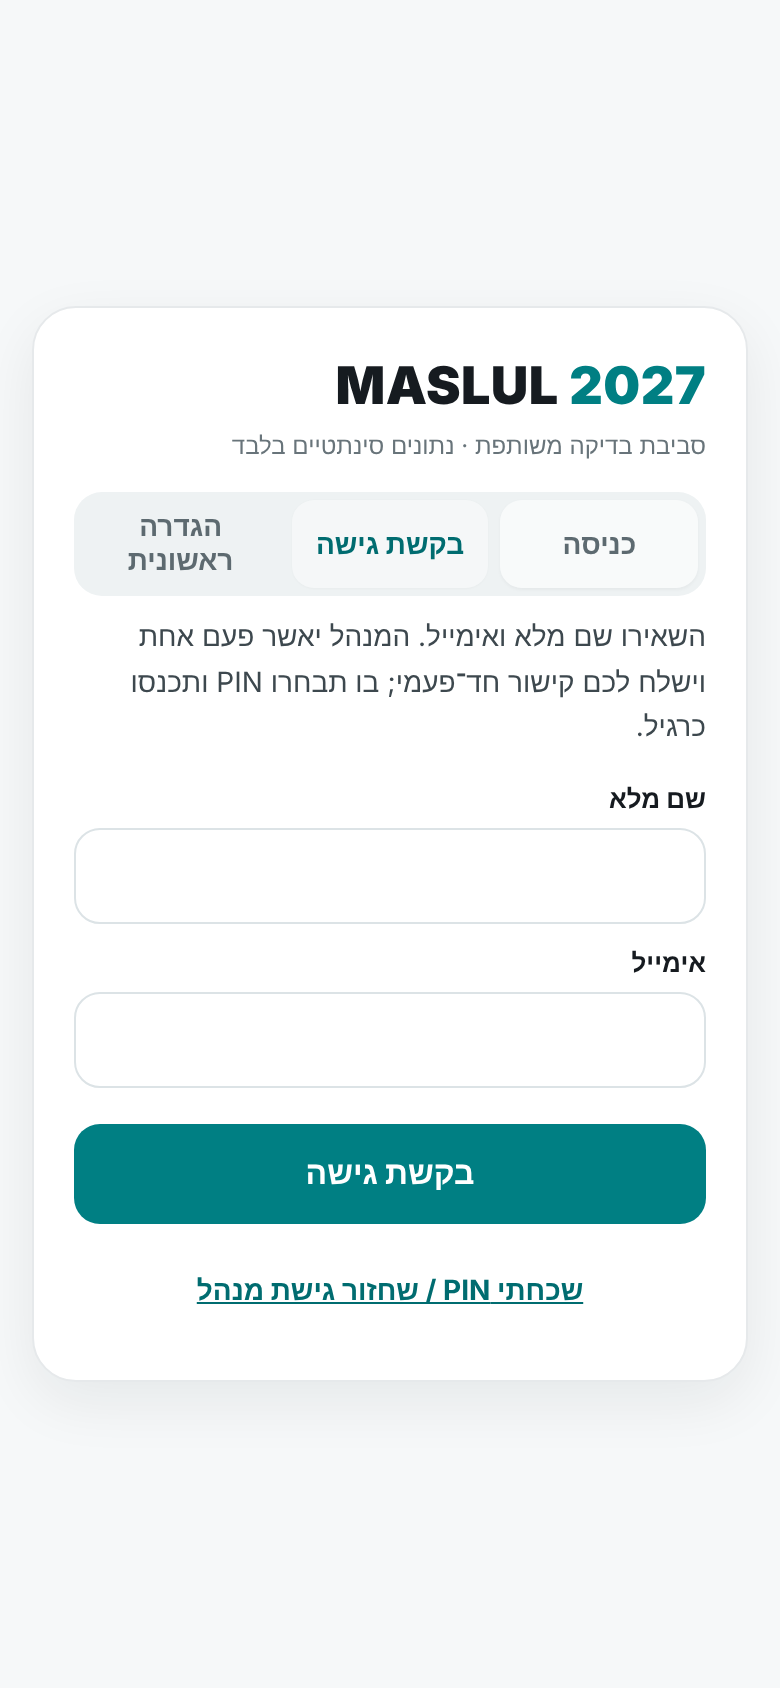 MASLUL 2027
סביבת בדיקה משותפת · נתונים סינתטיים בלבד
כניסה
בקשת גישה
הגדרה
ראשונית
השאירו שם מלא ואימייל. המנהל יאשר פעם אחת
וישלח לכם קישור חד־פעמי; בו תבחרו PIN ותכנסו
כרגיל.
שם מלא
אימייל
בקשת גישה
שכחתי PIN / שחזור גישת מנהל